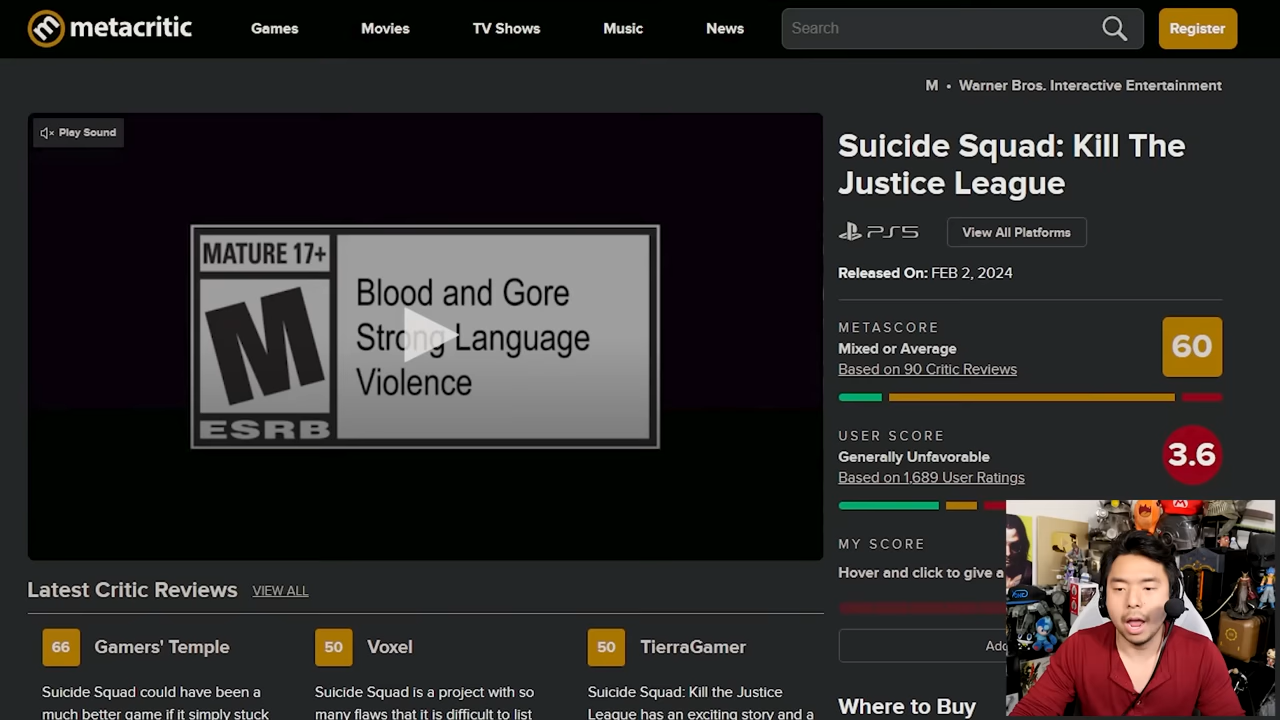 metacritic
Games
Movies
TV Shows
Music
News
Search
Register
M • Warner Bros. Interactive Entertainment
Play Sound
MATURE 17+
M
ESRB
Blood and Gore
Strong Language
Violence
Suicide Squad: Kill The
Justice League
PS5
View All Platforms
Released On: FEB 2, 2024
METASCORE
Mixed or Average
Based on 90 Critic Reviews
60
USER SCORE
Generally Unfavorable
Based on 1,689 User Ratings
3.6
MY SCORE
Hover and click to give a
Where to Buy
Latest Critic Reviews
VIEW ALL
66
Gamers' Temple
Suicide Squad could have been a
much better game if it simply stuck
50
Voxel
Suicide Squad is a project with so
many flaws that it is difficult to list
50
TierraGamer
Suicide Squad: Kill the Justice
League has an exciting story and a